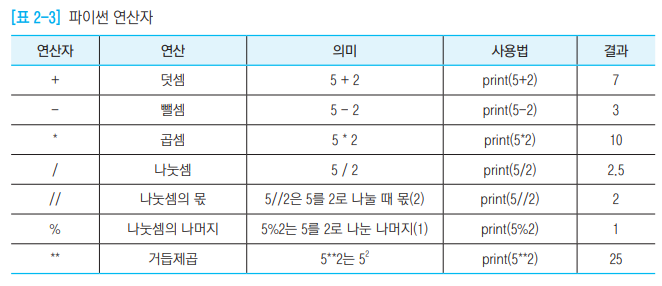 [표 2-3] 파이썬 연산자
연산자 연산 의미 사용법 결과
+ 덧셈 5 + 2 print(5+2) 7
- 뺄셈 5 - 2 print(5-2) 3
* 곱셈 5 * 2 print(5*2) 10
/ 나눗셈 5 / 2 print(5/2) 2.5
// 나눗셈의 몫 5//2은 5를 2로 나눌 때 몫(2) print(5//2) 2
% 나눗셈의 나머지 5%2는 5를 2로 나눈 나머지(1) print(5%2) 1
** 거듭제곱 5**2는 5² print(5**2) 25